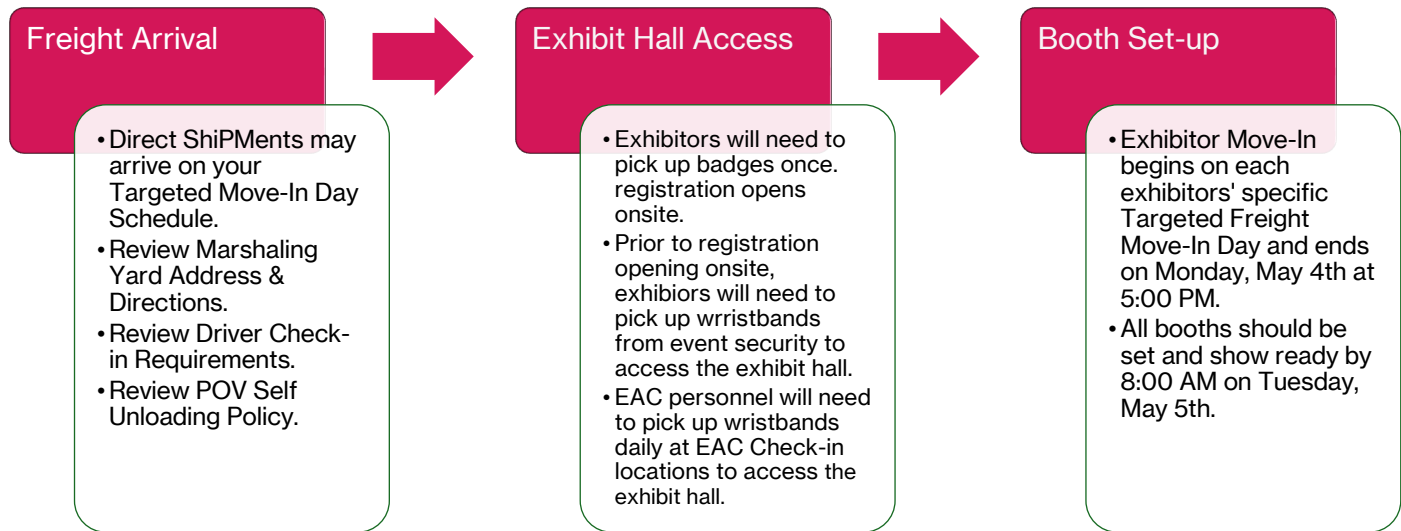 Freight Arrival
• Direct ShiPMents may
arrive on your
Targeted Move-In Day
Schedule.
• Review Marshaling
Yard Address &
Directions.
• Review Driver Check-
in Requirements.
• Review POV Self
Unloading Policy.
Exhibit Hall Access
• Exhibitors will need to
pick up badges once.
registration opens
onsite.
• Prior to registration
opening onsite,
exhibiors will need to
pick up wrristbands
from event security to
access the exhibit hall.
• EAC personnel will need
to pick up wristbands
daily at EAC Check-in
locations to access the
exhibit hall.
Booth Set-up
• Exhibitor Move-In
begins on each
exhibitors' specific
Targeted Freight
Move-In Day and ends
on Monday, May 4th at
5:00 PM.
• All booths should be
set and show ready by
8:00 AM on Tuesday,
May 5th.